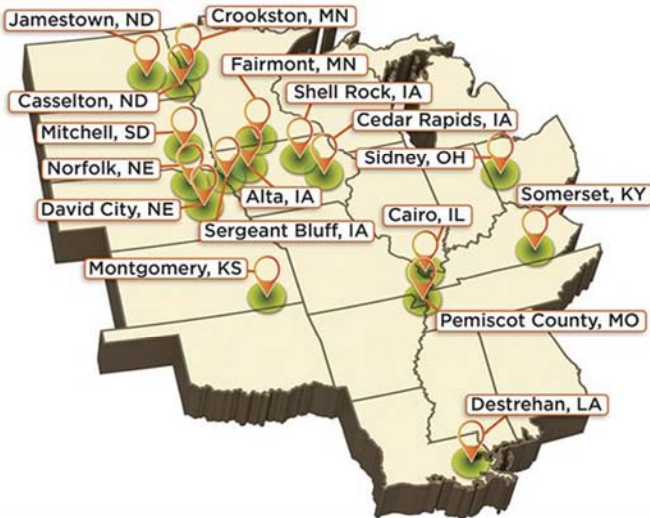 Jamestown, ND
Crookston, MN
Fairmont, MN
Casselton, ND
Shell Rock, IA
Mitchell, SD
Cedar Rapids, IA
Norfolk, NE
Sidney, OH
David City, NE
Alta, IA
Somerset, KY
Sergeant Bluff, IA
Cairo, IL
Montgomery, KS
Pemiscot County, MO
Destrehan, LA